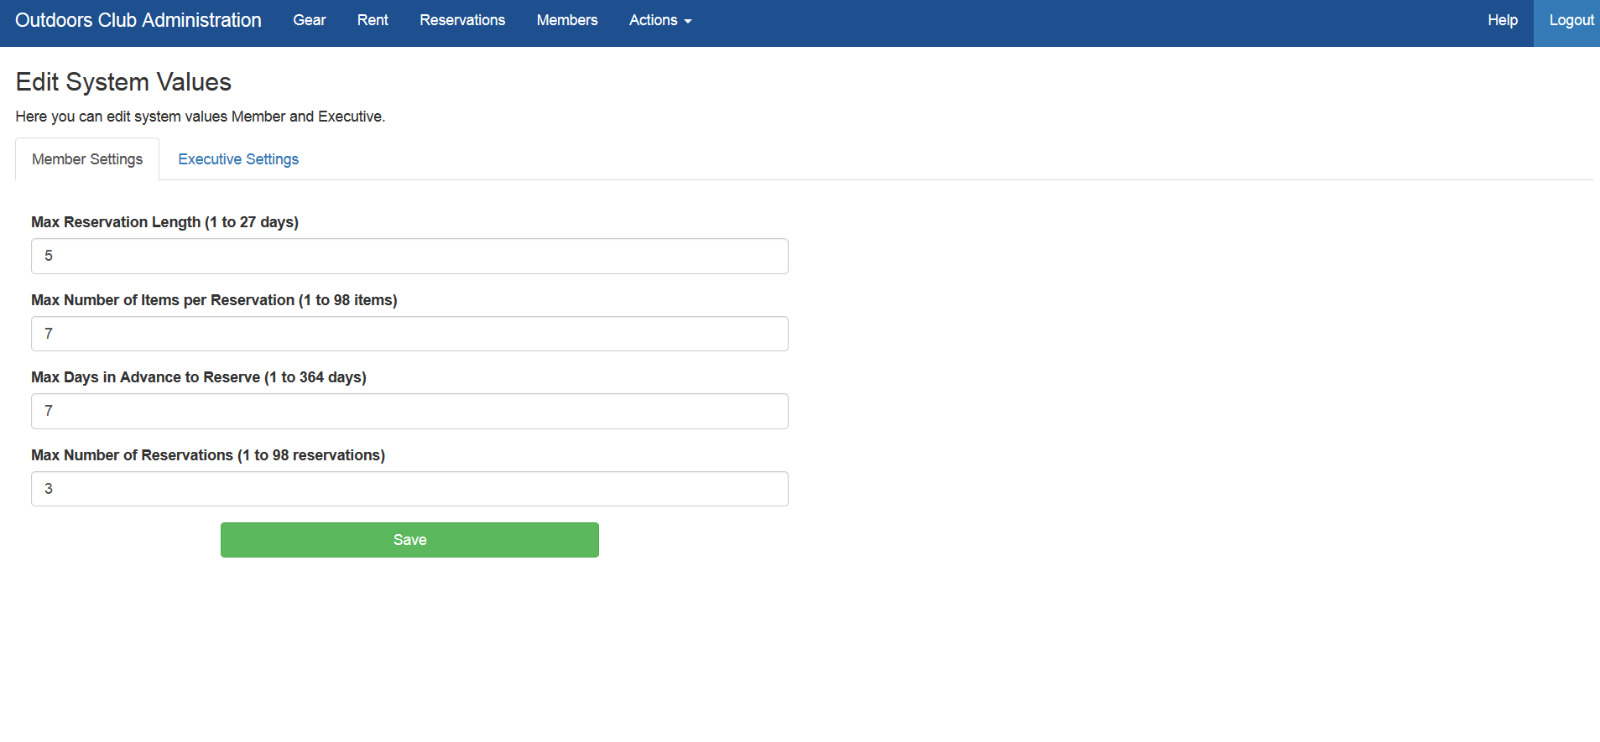 Outdoors Club Administration Gear Rent Reservations Members Actions Help Logout
Edit System Values
Here you can edit system values Member and Executive.
Member Settings Executive Settings
Max Reservation Length (1 to 27 days)
5
Max Number of Items per Reservation (1 to 98 items)
7
Max Days in Advance to Reserve (1 to 364 days)
7
Max Number of Reservations (1 to 98 reservations)
3
Save